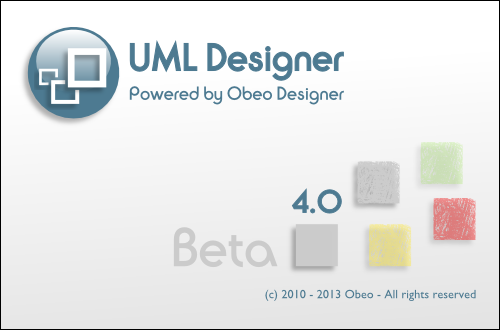 UML Designer
Powered by Obeo Designer
4.0
Beta
(c) 2010 - 2013 Obeo - All rights reserved